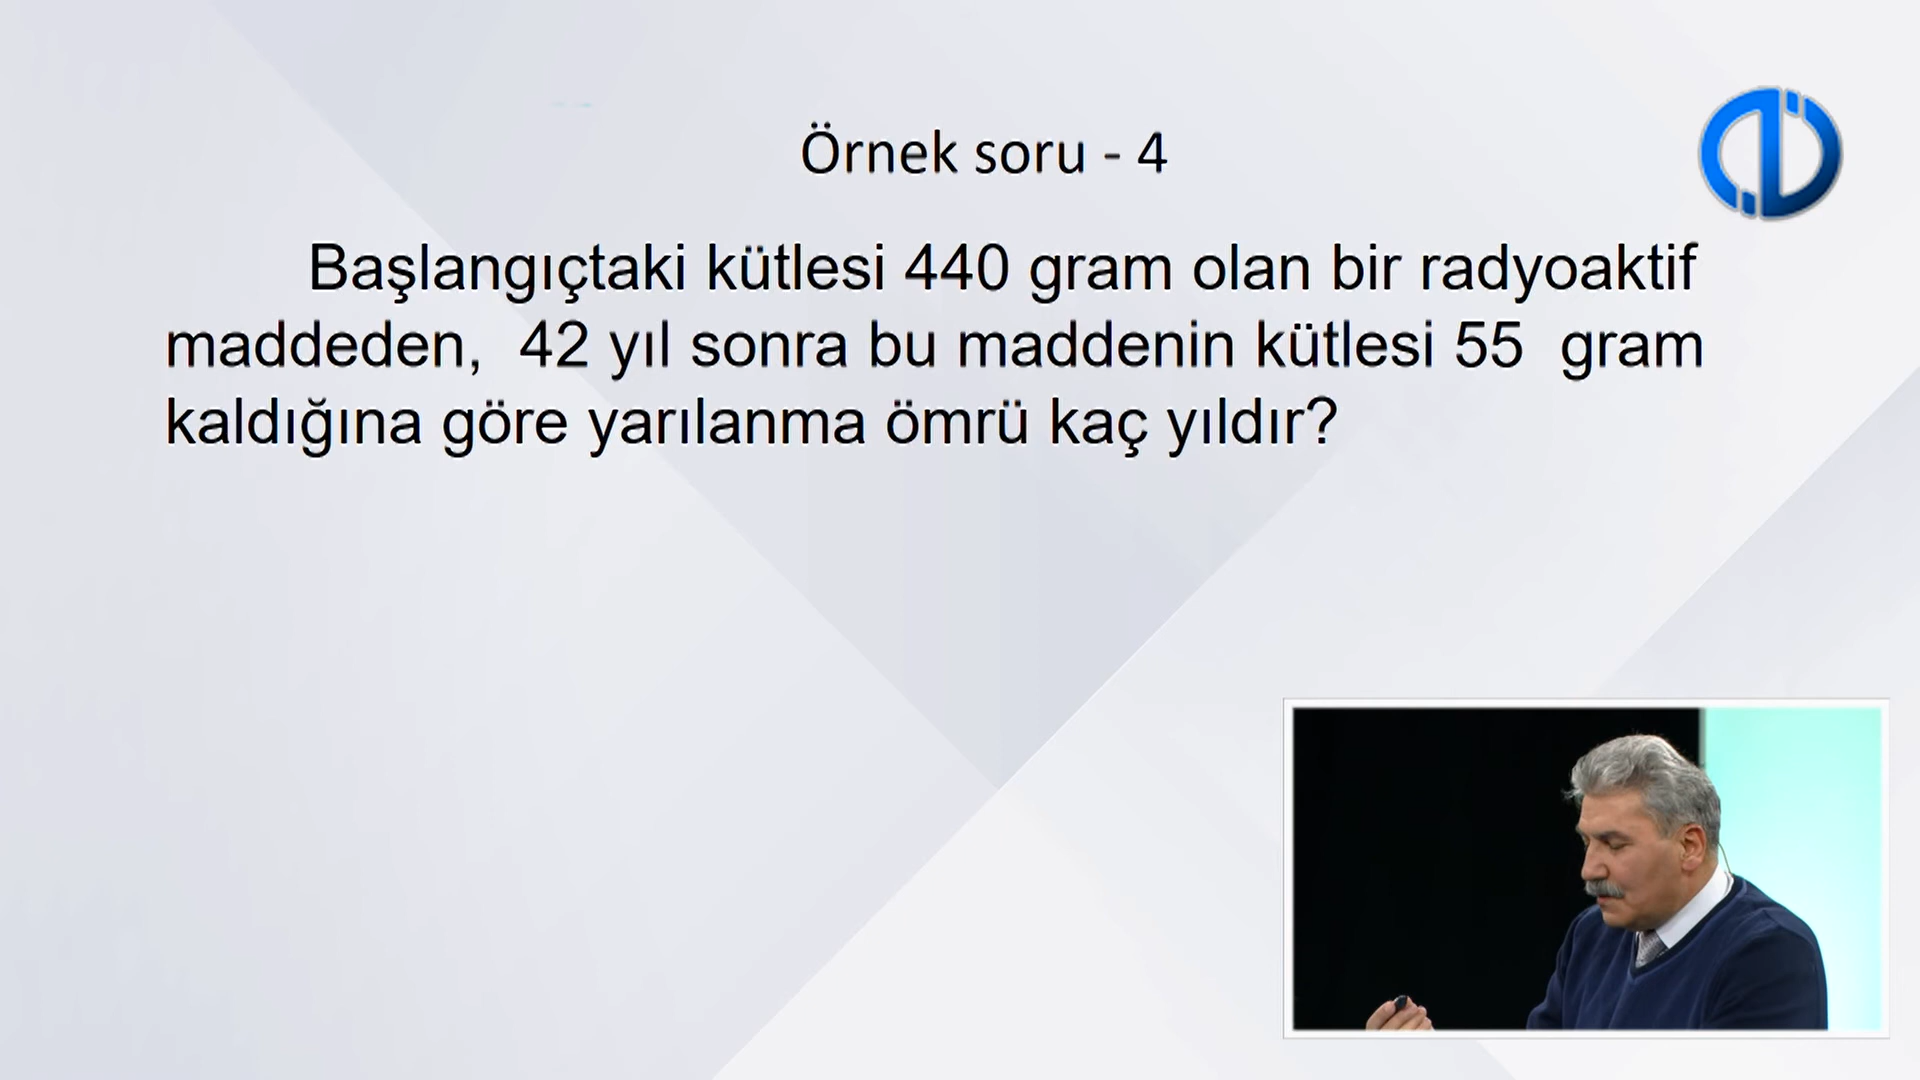 Örnek soru - 4
Başlangıçtaki kütlesi 440 gram olan bir radyoaktif
maddeden, 42 yıl sonra bu maddenin kütlesi 55 gram
kaldığına göre yarılanma ömrü kaç yıldır?